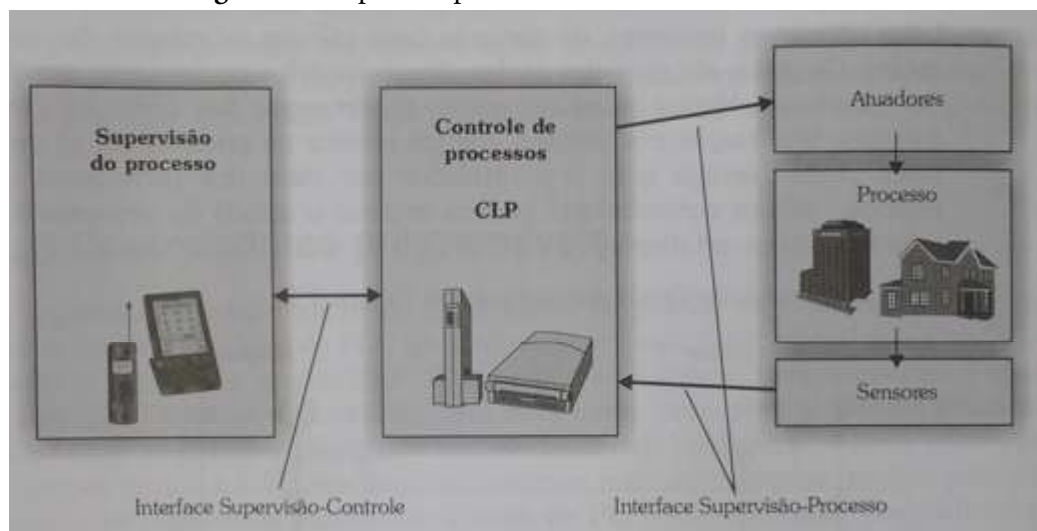 Supervisão
do processo
Controle de
processos
CLP
Atuadores
Processo
Sensores
Interface Supervisão-Controle
Interface Supervisão-Processo